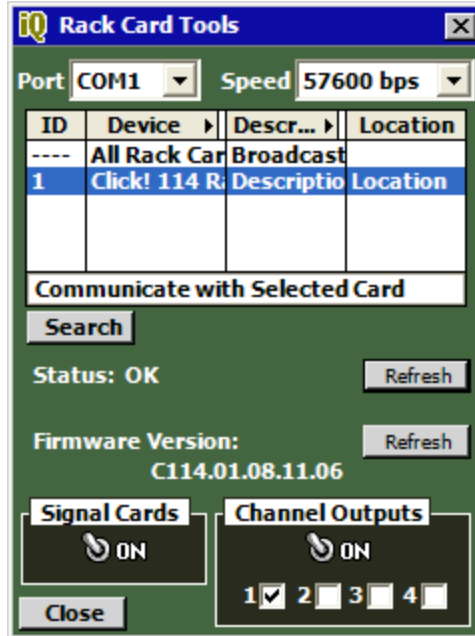 iQ Rack Card Tools
Port COM1 Speed 57600 bps
ID Device Descr... Location
---- All Rack Car Broadcast
1 Click! 114 Ra Descriptio Location
Communicate with Selected Card
Search
Status: OK Refresh
Firmware Version: Refresh
C114.01.08.11.06
Signal Cards Channel Outputs
ON ON
1 2 3 4
Close